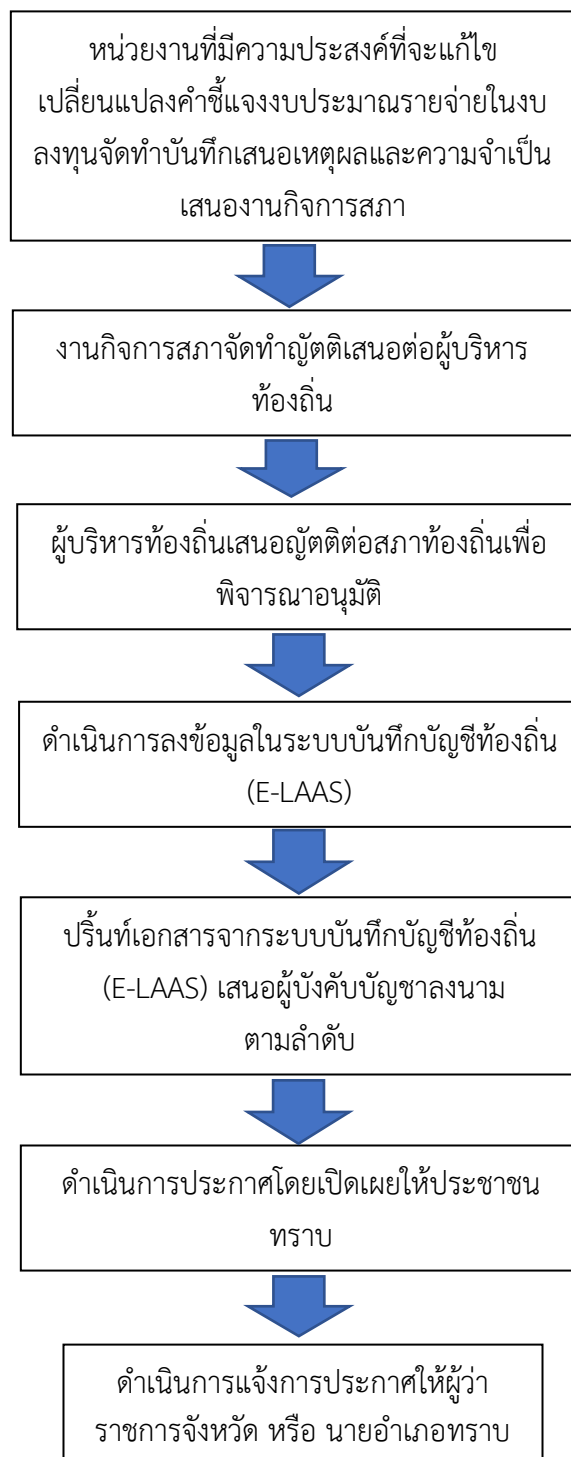 หน่วยงานที่มีความประสงค์ที่จะแก้ไข
เปลี่ยนแปลงคำชี้แจงงบประมาณรายจ่ายในงบ
ลงทุนจัดทำบันทึกเสนอเหตุผลและความจำเป็น
เสนองานกิจการสภา
งานกิจการสภาจัดทำญัตติเสนอต่อผู้บริหาร
ท้องถิ่น
ผู้บริหารท้องถิ่นเสนอญัตติต่อสภาท้องถิ่นเพื่อ
พิจารณาอนุมัติ
ดำเนินการลงข้อมูลในระบบบันทึกบัญชีท้องถิ่น
(E-LAAS)
ปริ้นท์เอกสารจากระบบบันทึกบัญชีท้องถิ่น
(E-LAAS) เสนอผู้บังคับบัญชาลงนาม
ตามลำดับ
ดำเนินการประกาศโดยเปิดเผยให้ประชาชน
ทราบ
ดำเนินการแจ้งการประกาศให้ผู้ว่า
ราชการจังหวัด หรือ นายอำเภอทราบ